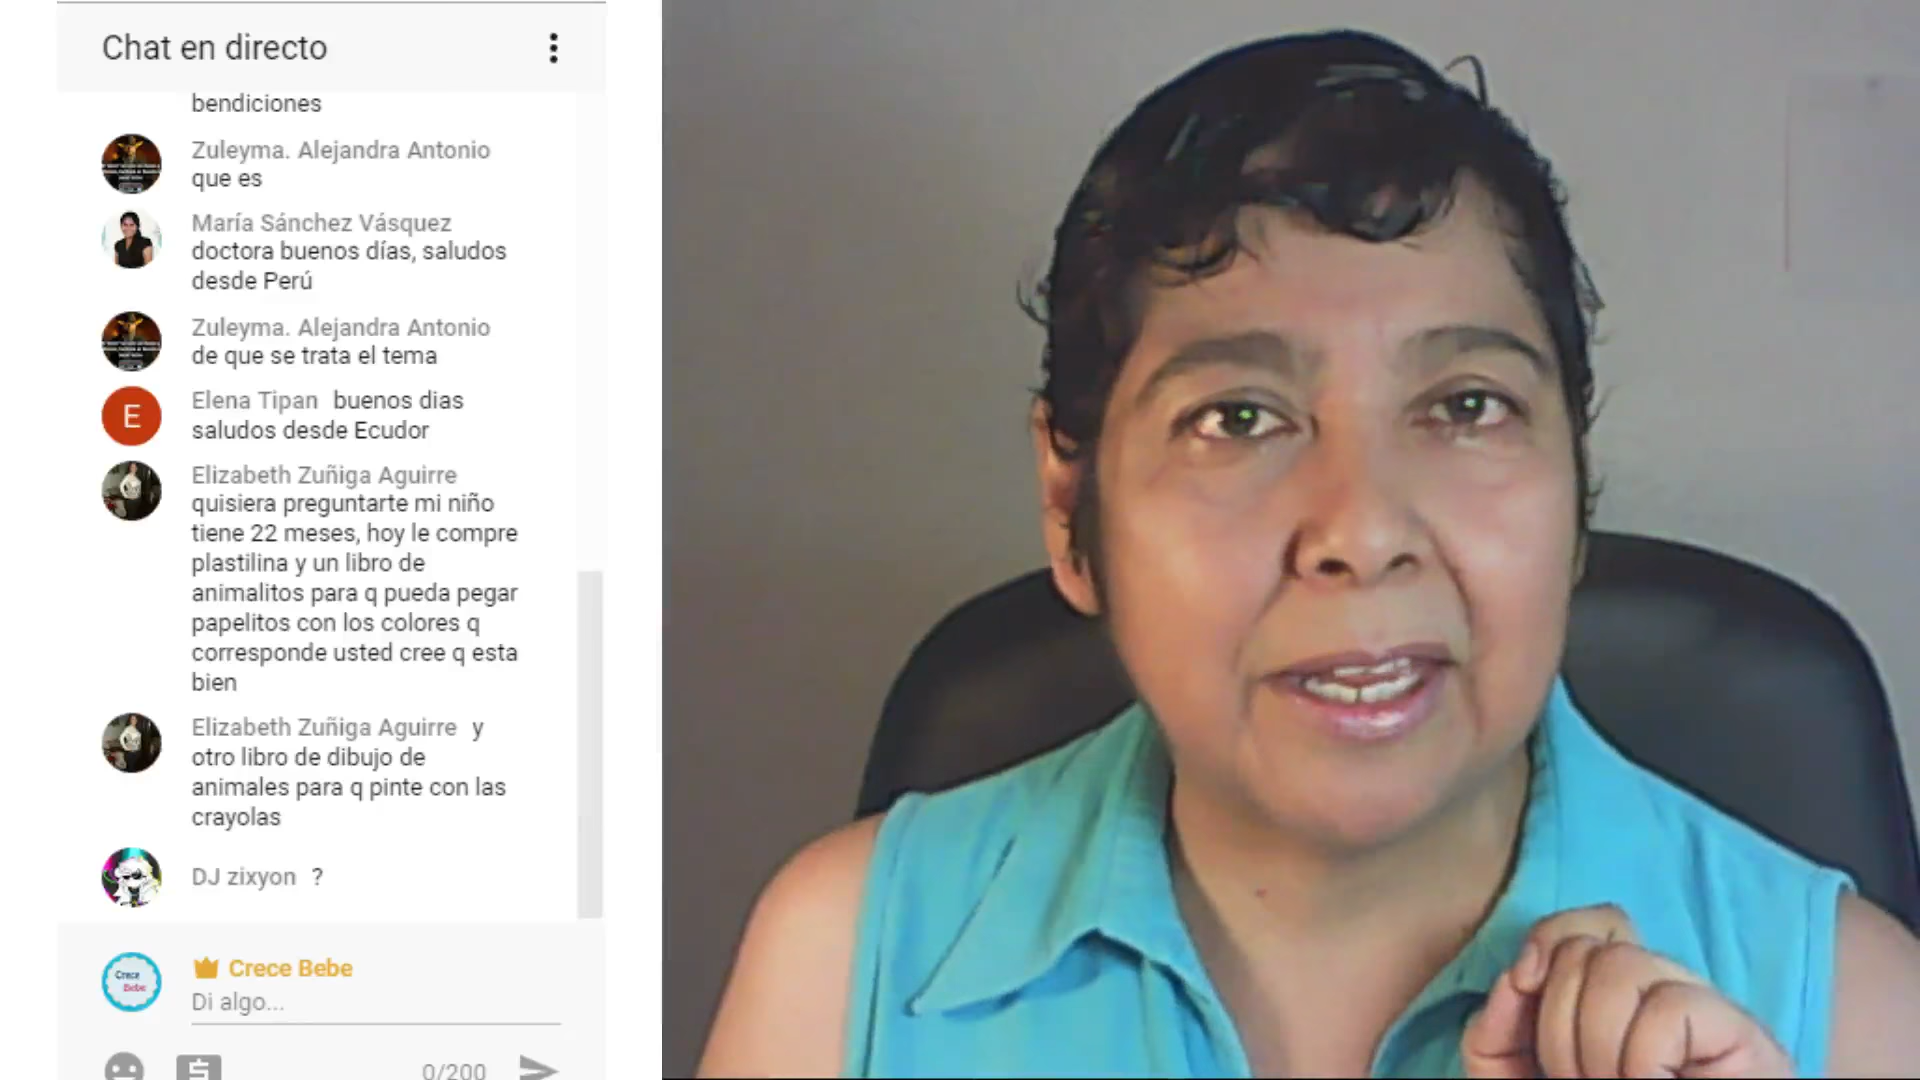 Chat en directo
bendiciones
Zuleyma. Alejandra Antonio
que es
María Sánchez Vásquez
doctora buenos días, saludos
desde Perú
Zuleyma. Alejandra Antonio
de que se trata el tema
E
Elena Tipan buenos dias
saludos desde Ecudor
Elizabeth Zuñiga Aguirre
quisiera preguntarte mi niño
tiene 22 meses, hoy le compre
plastilina y un libro de
animalitos para q pueda pegar
papelitos con los colores q
corresponde usted cree q esta
bien
Elizabeth Zuñiga Aguirre y
otro libro de dibujo de
animales para q pinte con las
crayolas
DJ zixyon ?
Crece
Bebe
Crece Bebe
Di algo...
0/200